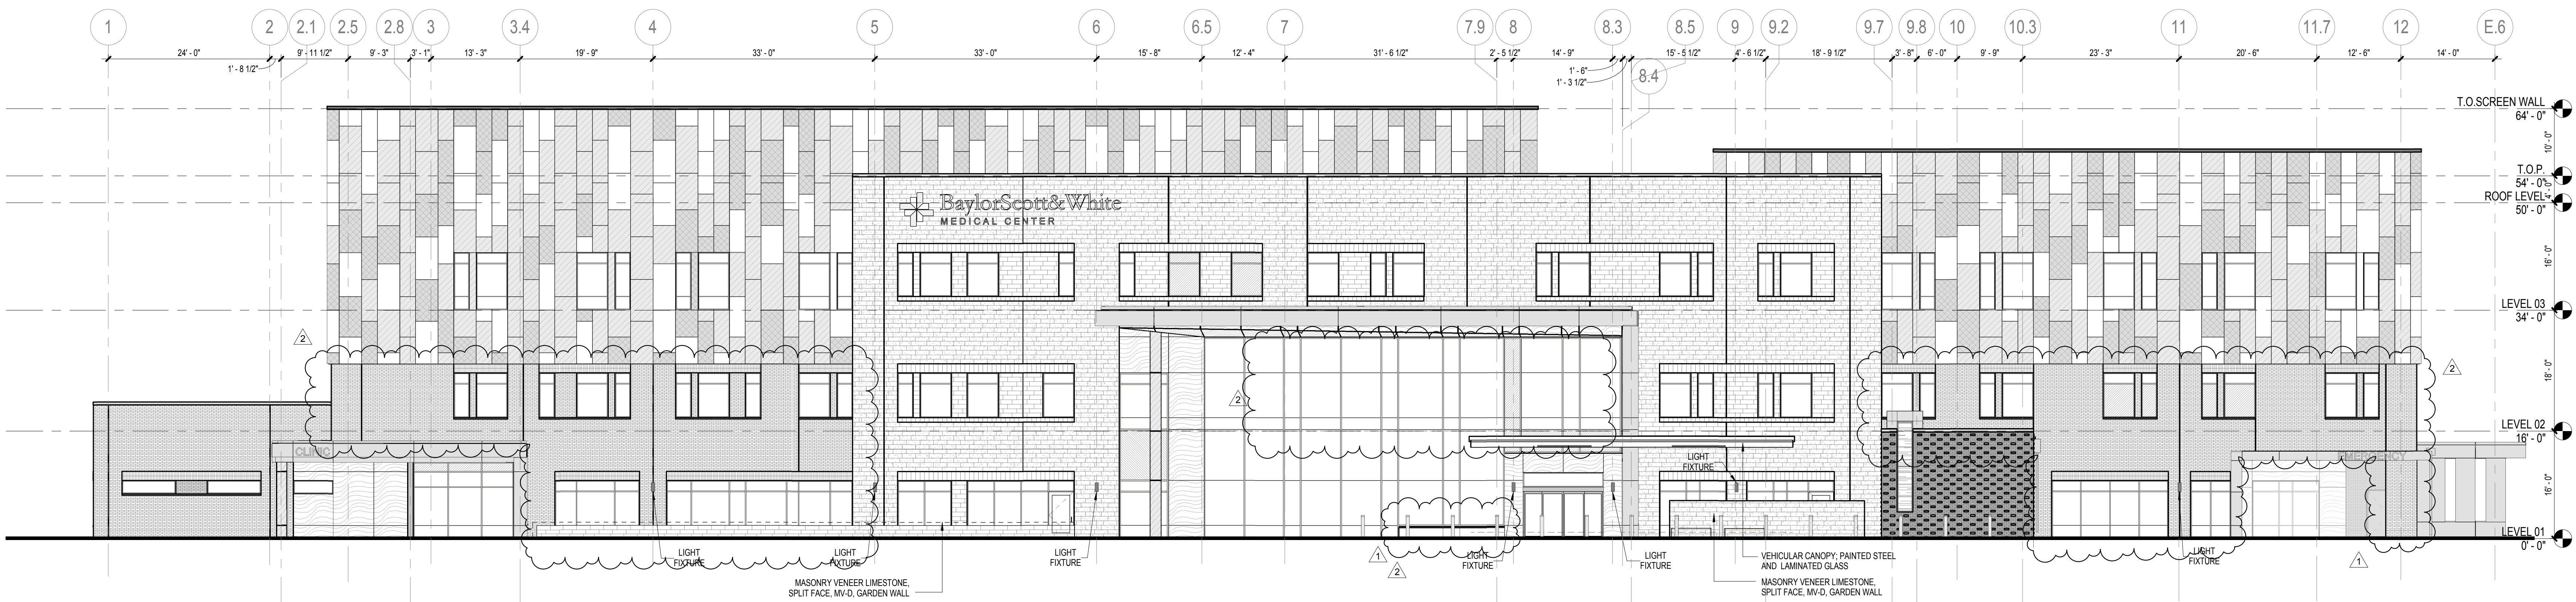 1 2 2.1 2.5 2.8 3 3.4 4 5 6 6.5 7 7.9 8 8.3 8.5 9 9.2 9.7 9.8 10 10.3 11 11.7 12 E.6
24' - 0" 9' - 11 1/2" 9' - 3" 3' - 1" 13' - 3" 19' - 9" 33' - 0" 33' - 0" 15' - 8" 12' - 4" 31' - 6 1/2" 2' - 5 1/2" 14' - 9" 15' - 5 1/2" 4' - 6 1/2" 18' - 9 1/2" 3' - 8" 6' - 0" 9' - 9" 23' - 3" 20' - 6" 12' - 6" 14' - 0"
1' - 8 1/2"
1' - 6"
1' - 3 1/2"
8.4
T.O.SCREEN WALL
64' - 0"
10' - 0"
T.O.P.
54' - 0"
4' - 0"
ROOF LEVEL
50' - 0"
BaylorScott&White
MEDICAL CENTER
16' - 0"
LEVEL 03
34' - 0"
2
2
18' - 0"
2
LEVEL 02
16' - 0"
CLINIC
EMERGENCY
LIGHT
FIXTURE
16' - 0"
LEVEL 01
0' - 0"
LIGHT
FIXTURE
LIGHT
FIXTURE
LIGHT
FIXTURE
1
2
LIGHT
FIXTURE
LIGHT
FIXTURE
LIGHT
FIXTURE
1
VEHICULAR CANOPY; PAINTED STEEL
AND LAMINATED GLASS
MASONRY VENEER LIMESTONE,
SPLIT FACE, MV-D, GARDEN WALL
MASONRY VENEER LIMESTONE,
SPLIT FACE, MV-D, GARDEN WALL